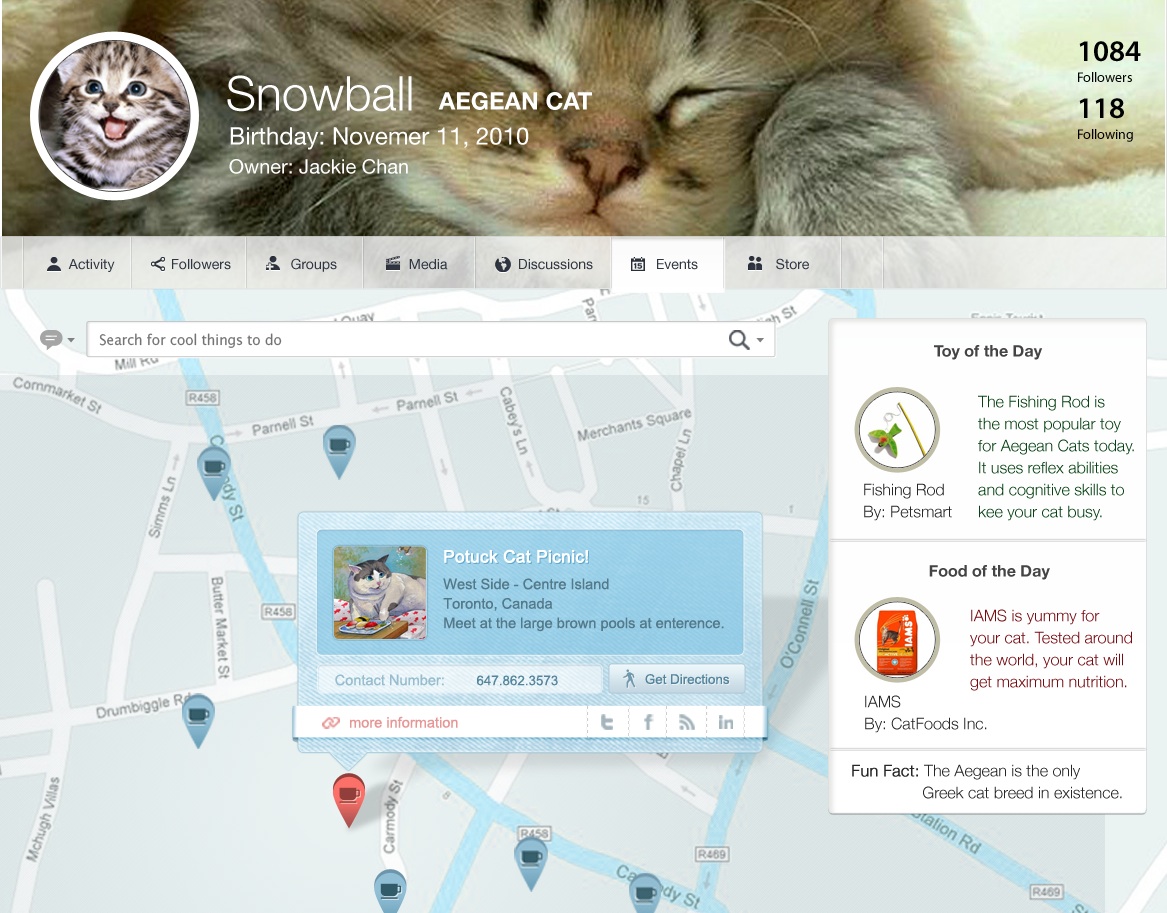 Snowball AEGEAN CAT
Birthday: Novemer 11, 2010
Owner: Jackie Chan
1084
Followers
118
Following
Activity
Followers
Groups
Media
Discussions
15
Events
Store
Search for cool things to do
Quay
Mill Rd
Cornmarket St
R458
Parnell St
Parnell St
Cabey's Ln
Merchants Square
Chapel Ln
Simms Ln
15
R458
Butter Market St
O'Connell St
Drumbiggle Rd
Mchugh Villas
Carmody St
8
R458
R469
Carmody St
Station Rd
R469
Potuck Cat Picnic!
West Side - Centre Island
Toronto, Canada
Meet at the large brown pools at enterence.
Contact Number: 647.862.3573
Get Directions
more information
t f in
Toy of the Day
Fishing Rod
By: Petsmart
The Fishing Rod is
the most popular toy
for Aegean Cats today.
It uses reflex abilities
and cognitive skills to
kee your cat busy.
Food of the Day
IAMS
IAMS
By: CatFoods Inc.
IAMS is yummy for
your cat. Tested around
the world, your cat will
get maximum nutrition.
Fun Fact: The Aegean is the only
Greek cat breed in existence.